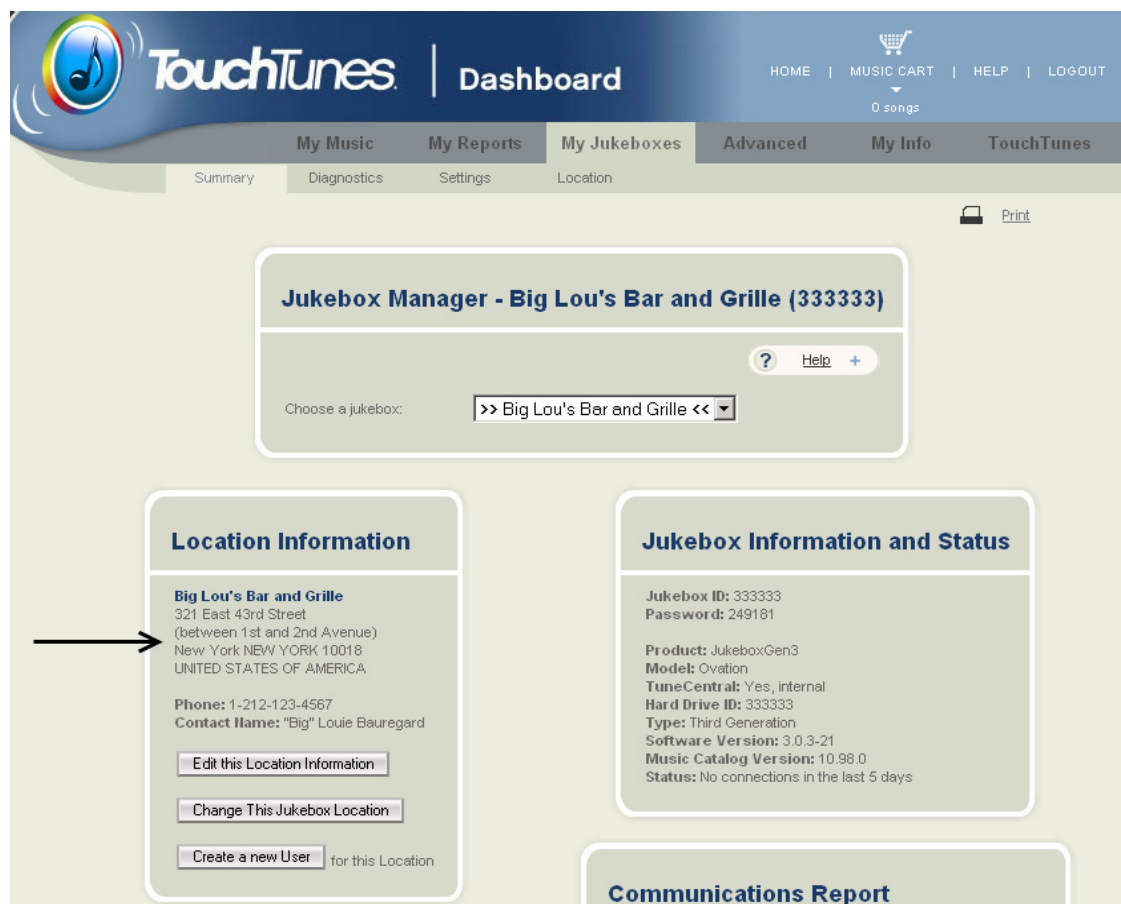 TouchTunes. | Dashboard
HOME | MUSIC CART | HELP | LOGOUT
0 songs
My Music My Reports My Jukeboxes Advanced My Info TouchTunes
Summary Diagnostics Settings Location
Print
Jukebox Manager - Big Lou's Bar and Grille (333333)
? Help +
Choose a jukebox: >> Big Lou's Bar and Grille <<
Location Information
Big Lou's Bar and Grille
321 East 43rd Street
(between 1st and 2nd Avenue)
New York NEW YORK 10018
UNITED STATES OF AMERICA
Phone: 1-212-123-4567
Contact Name: "Big" Louie Bauregard
Edit this Location Information
Change This Jukebox Location
Create a new User for this Location
Jukebox Information and Status
Jukebox ID: 333333
Password: 249181
Product: JukeboxGen3
Model: Ovation
TuneCentral: Yes, internal
Hard Drive ID: 333333
Type: Third Generation
Software Version: 3.0.3-21
Music Catalog Version: 10.98.0
Status: No connections in the last 5 days
Communications Report